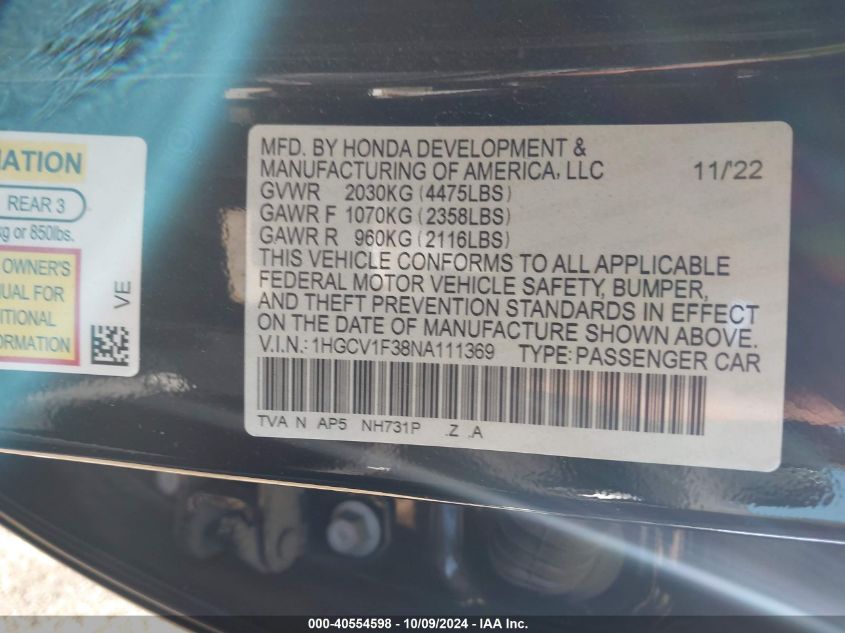 MATION
REAR 3
kg or 850lbs.
OWNER'S
FOR
ORMATION
VE
MFD. BY HONDA DEVELOPMENT &
MANUFACTURING OF AMERICA, LLC 11/22
GVWR 2030KG (4475LBS)
GAWR F 1070KG (2358LBS)
GAWR R 960KG (2116LBS)
THIS VEHICLE CONFORMS TO ALL APPLICABLE
FEDERAL MOTOR VEHICLE SAFETY, BUMPER,
AND THEFT PREVENTION STANDARDS IN EFFECT
ON THE DATE OF MANUFACTURE SHOWN ABOVE.
V.I.N.: 1HGCV1F38NA111369 TYPE: PASSENGER CAR
TVA N AP5 NH731P .Z .A
000-40554598 - 10/09/2024 - IAA Inc.